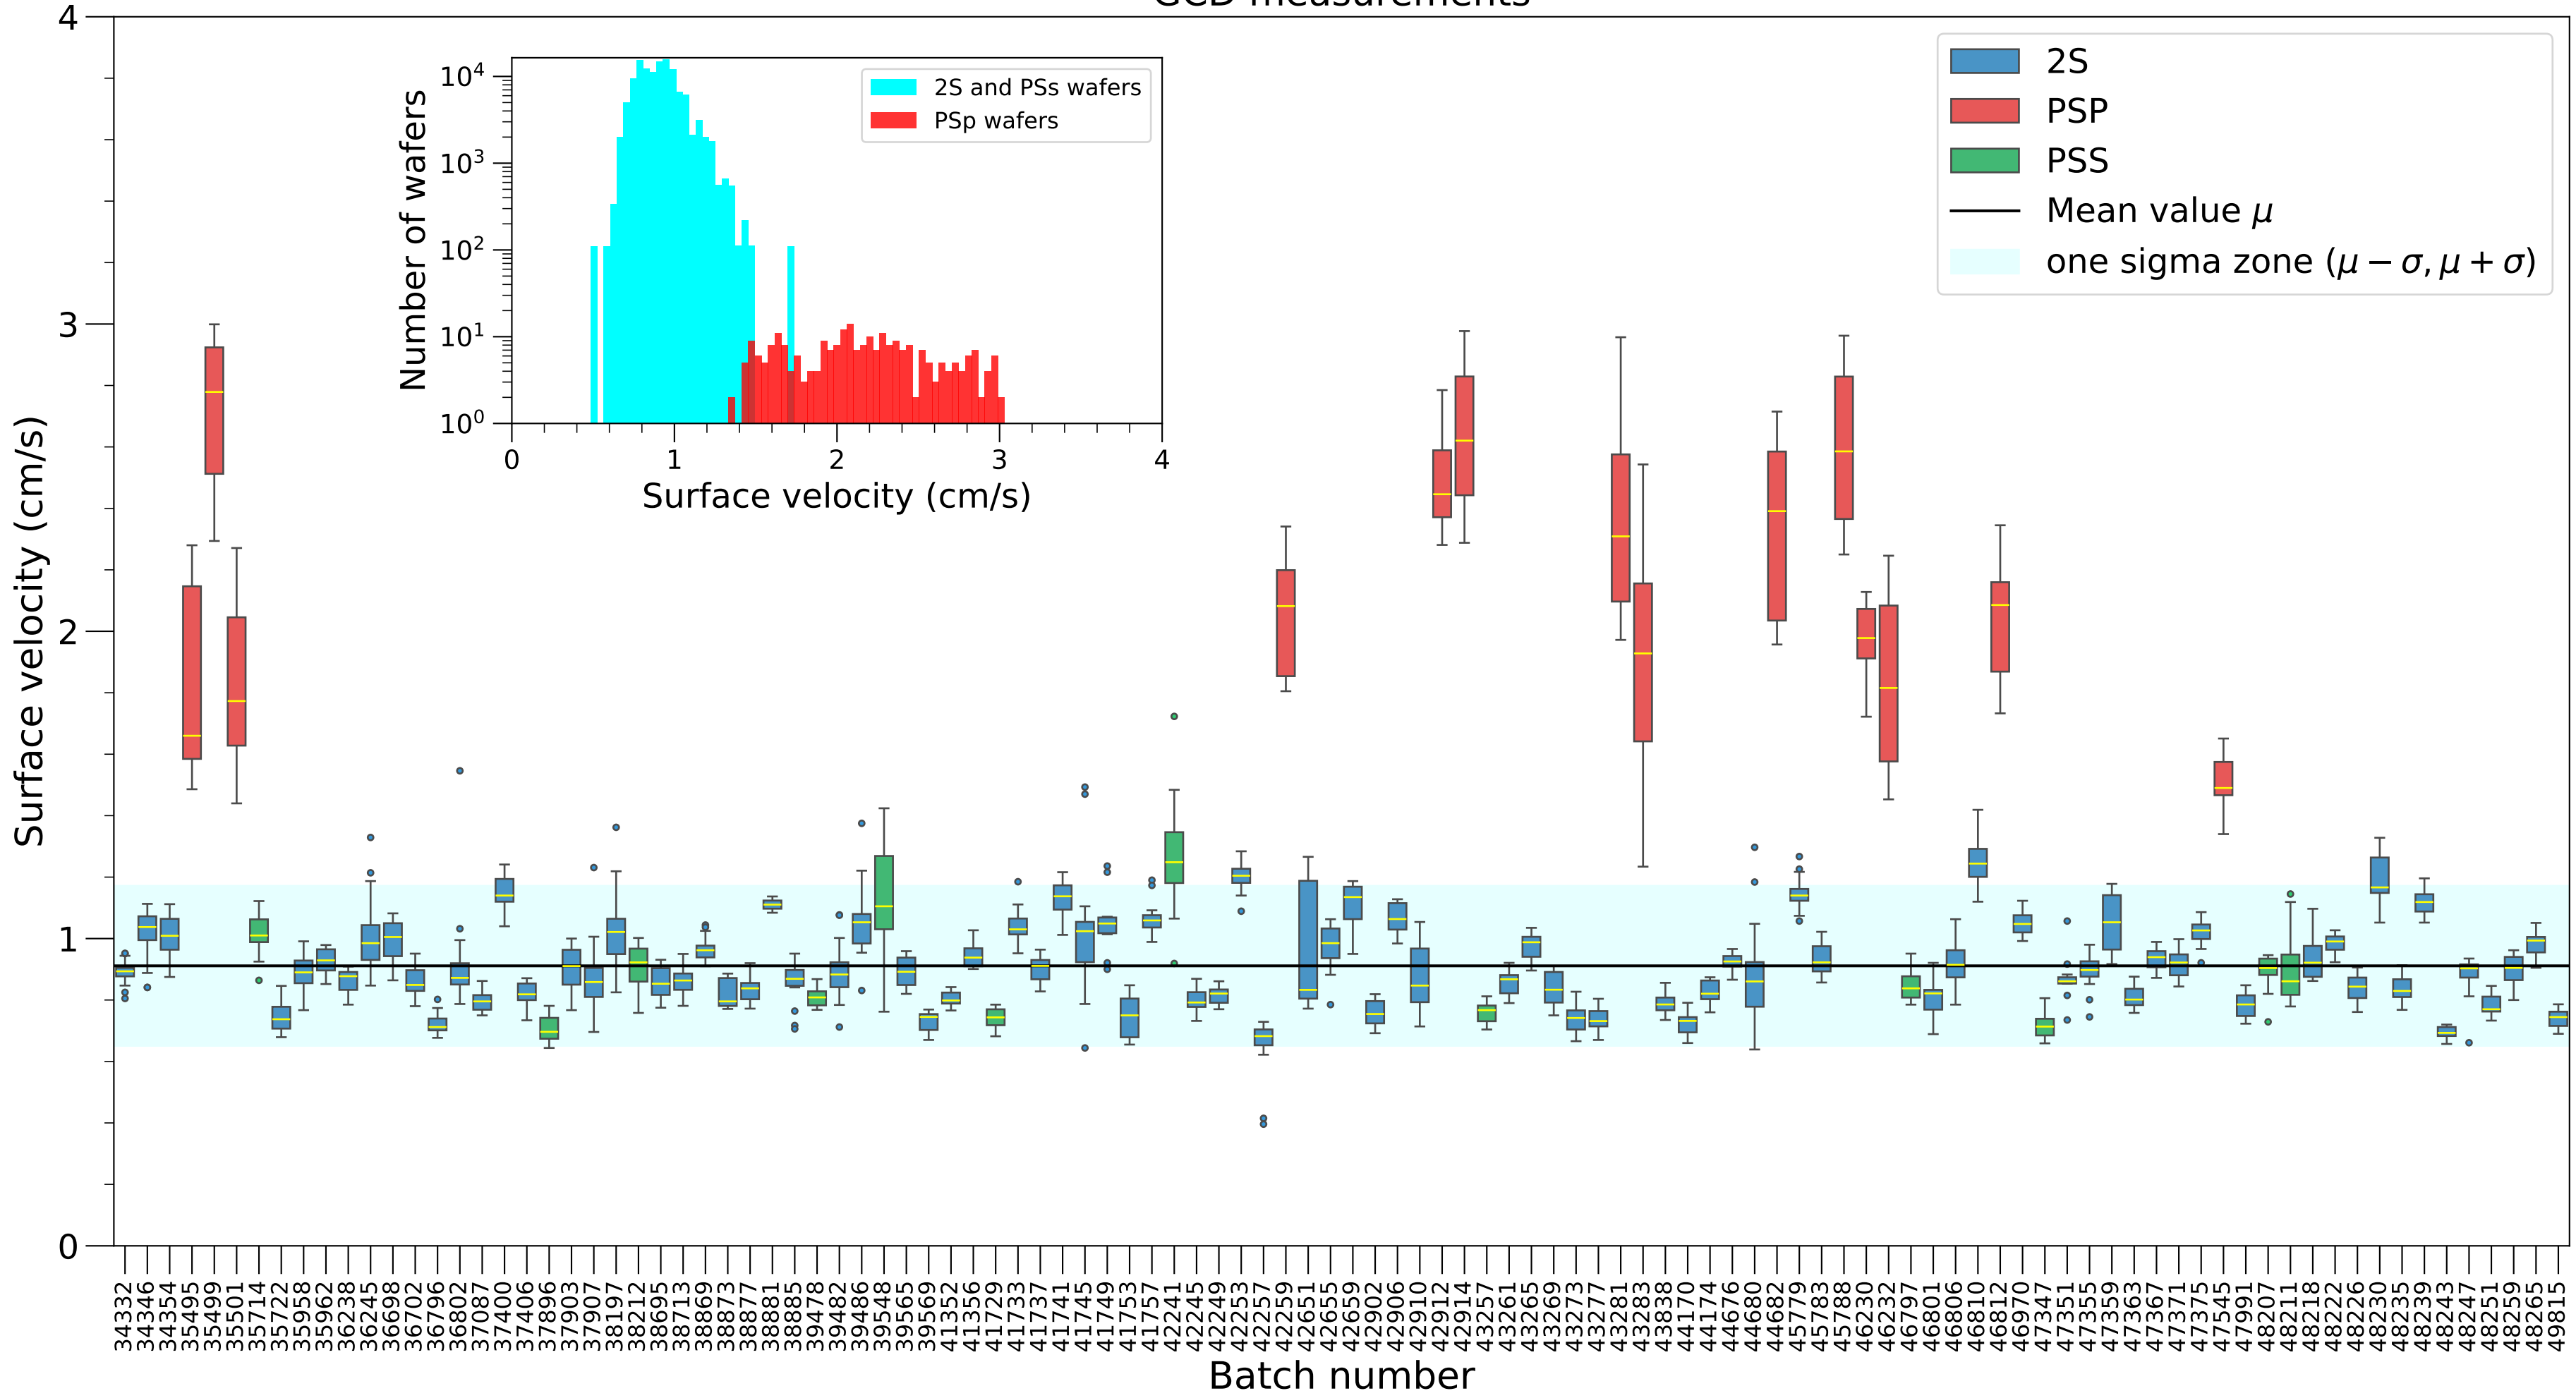 GCD measurements
4
3
2
1
0
Surface velocity (cm/s)
10⁴
10³
10²
10¹
10⁰
Number of wafers
2S and PSs wafers
PSp wafers
0 1 2 3 4
Surface velocity (cm/s)
2S
PSP
PSS
Mean value μ
one sigma zone (μ − σ, μ + σ)
34332 34346 34354 35495 35499 35501 35714 35722 35958 35962 36238 36245 36698 36702 36796 36802 37087 37400 37406 37896 37903 37907 38197 38212 38695 38713 38869 38873 38877 38881 38885 39478 39482 39486 39548 39565 39569 41352 41356 41729 41733 41737 41741 41745 41749 41753 41757 42241 42245 42249 42253 42257 42259 42651 42655 42659 42902 42906 42910 42912 42914 43257 43261 43265 43269 43273 43277 43281 43283 43838 44170 44174 44676 44680 44682 45779 45783 45788 46230 46232 46797 46801 46806 46810 46812 46970 47347 47351 47355 47359 47363 47367 47371 47375 47545 47991 48207 48211 48218 48222 48226 48230 48235 48239 48243 48247 48251 48259 48265 49815
Batch number